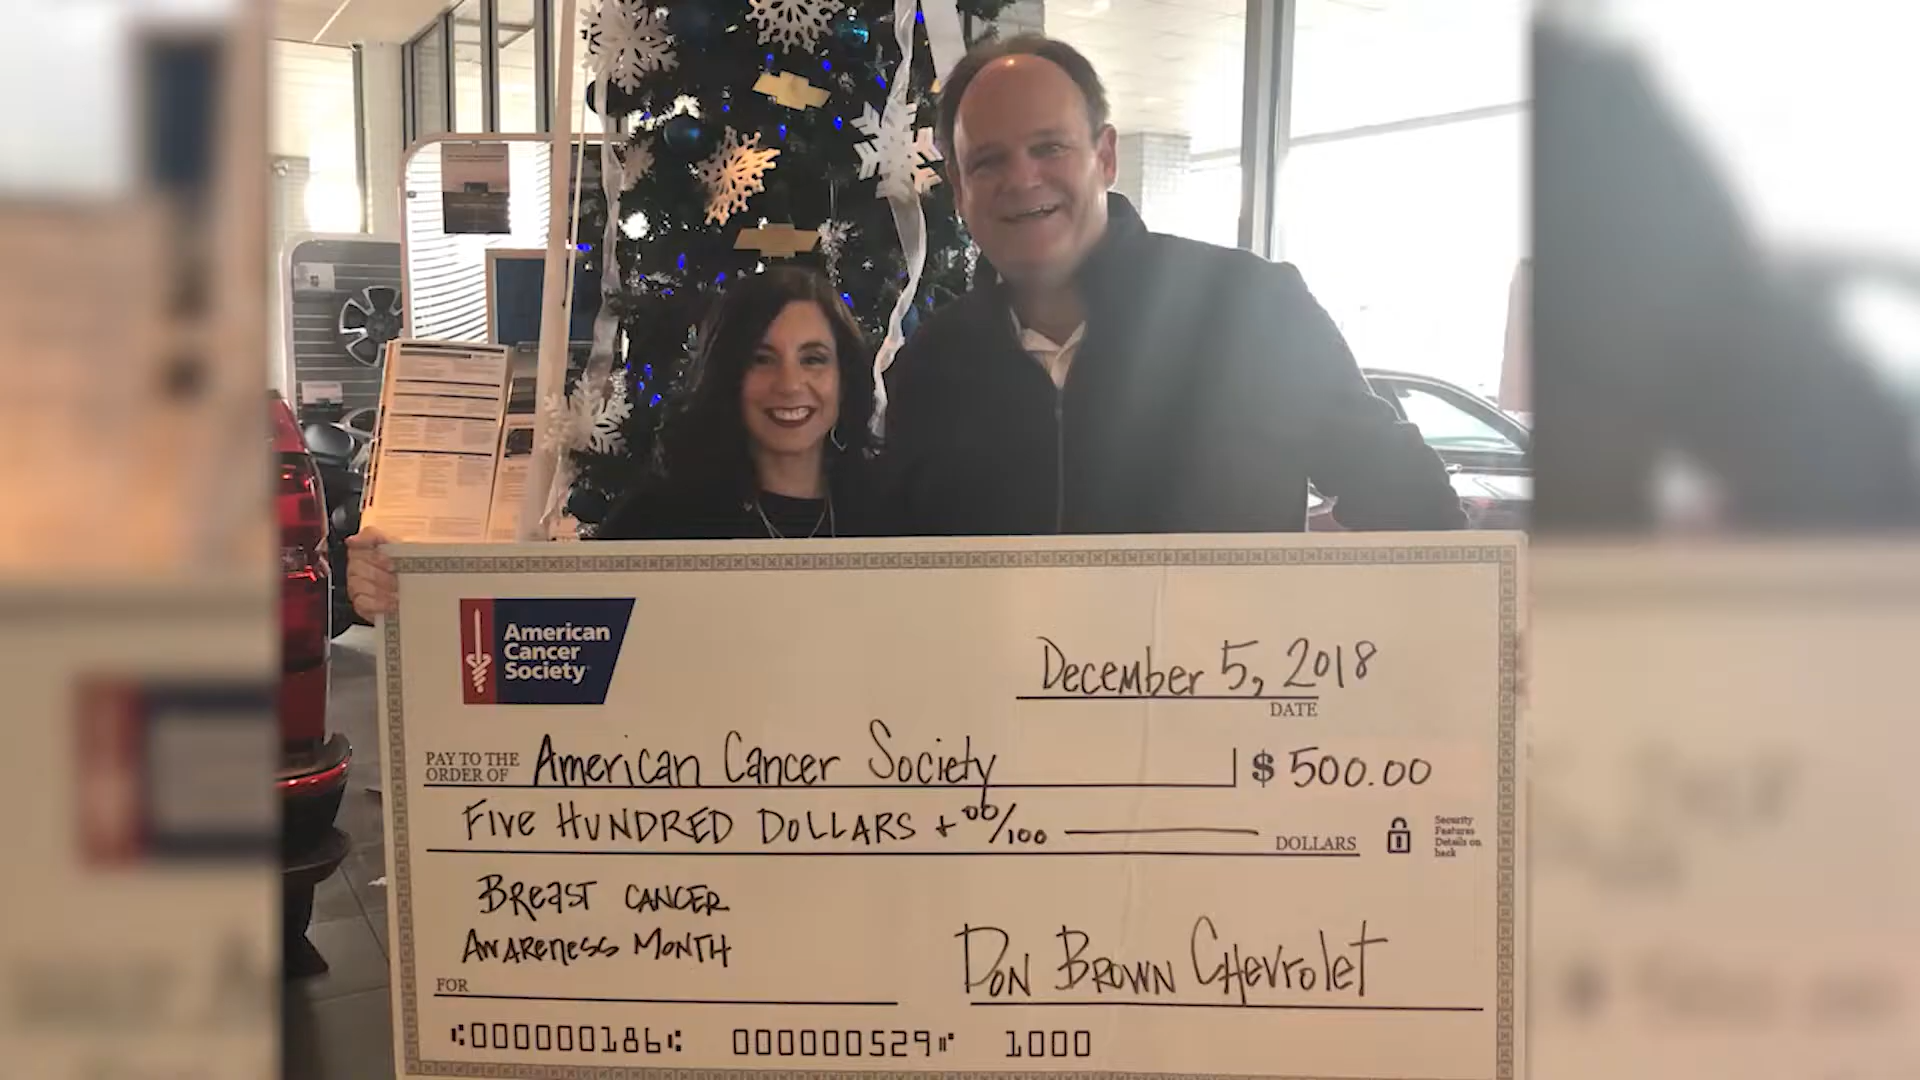 American
Cancer
Society
December 5, 2018
DATE
PAY TO THE
ORDER OF American Cancer Society $ 500.00
FIVE HUNDRED DOLLARS + 00/100 DOLLARS
Security
Features
Details on
back
BREAST CANCER
AWARENESS MONTH
FOR
DON BROWN CHEVROLET
⑆000000186⑆ 000000529⑈ 1000